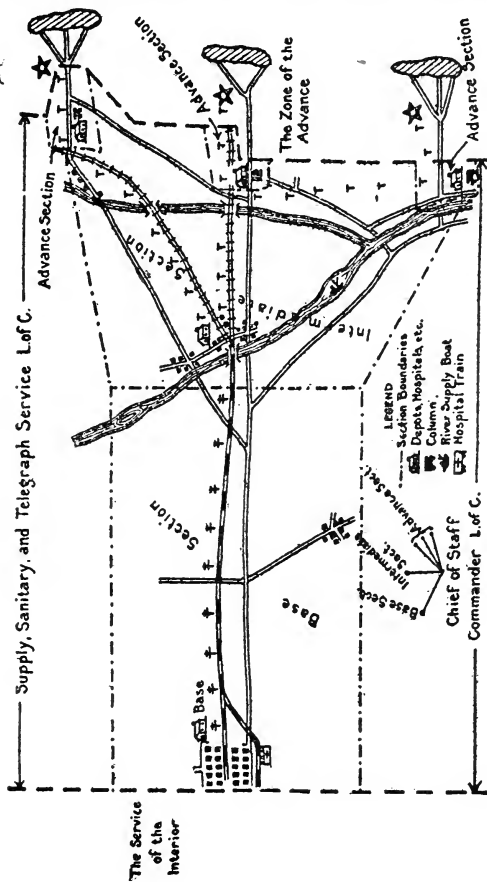 Supply, Sanitary, and Telegraph Service L.of C.
Advance Section
Advance Section
The Zone of the
Advance
Advance Section
Intermediate
Section
Section
Base
Base
The Service
of the
Interior
LEGEND
Section Boundaries
Depots, Hospitals, etc.
Column
River Supply Boat
Hospital Train
Base Sect.
Intermediate
Sect.
Advance Sect.
Chief of Staff
Commander L.of C.
T T T T T T T T T T T T T T T T T T